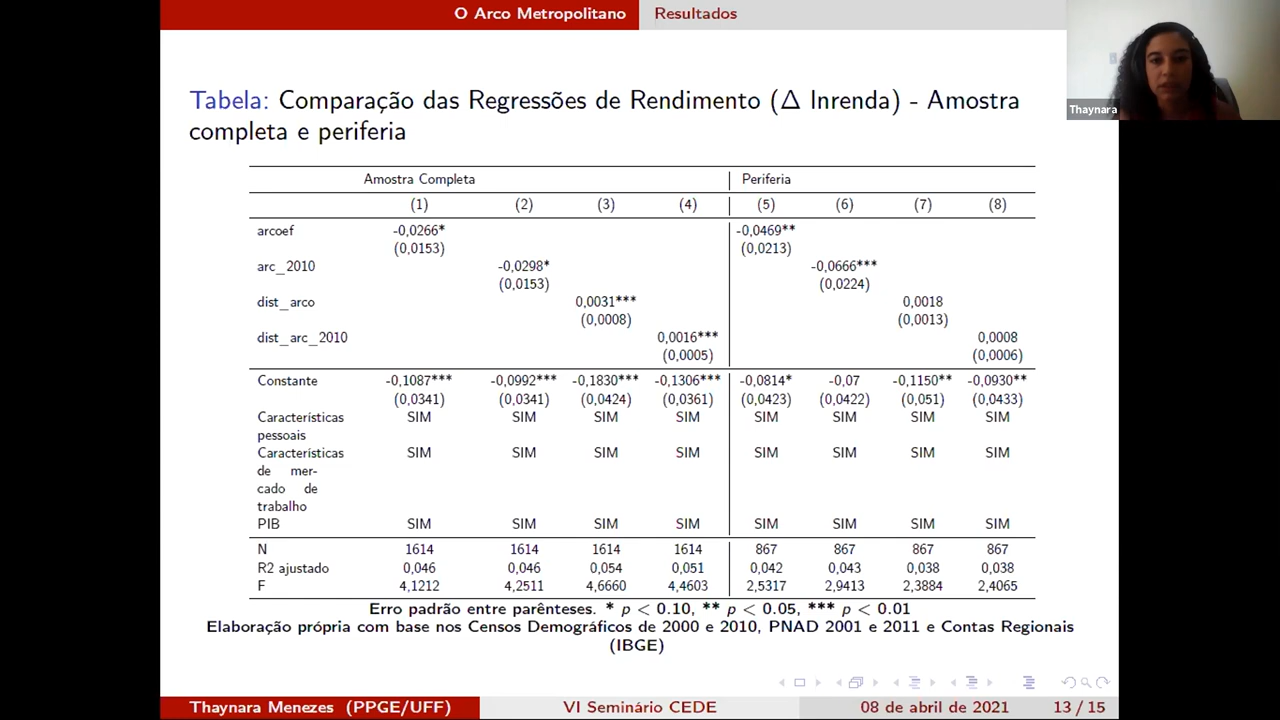 O Arco Metropolitano Resultados
Thaynara
Tabela: Comparação das Regressões de Rendimento (Δ lnrenda) - Amostra
completa e periferia
Amostra Completa Periferia
(1) (2) (3) (4) (5) (6) (7) (8)
arcoef -0,0266* -0,0469**
(0,0153) (0,0213)
arc_2010 -0,0298* -0,0666***
(0,0153) (0,0224)
dist_arco 0,0031*** 0,0018
(0,0008) (0,0013)
dist_arc_2010 0,0016*** 0,0008
(0,0005) (0,0006)
Constante -0,1087*** -0,0992*** -0,1830*** -0,1306*** -0,0814* -0,07 -0,1150** -0,0930**
(0,0341) (0,0341) (0,0424) (0,0361) (0,0423) (0,0422) (0,051) (0,0433)
Características SIM SIM SIM SIM SIM SIM SIM SIM
pessoais
Características SIM SIM SIM SIM SIM SIM SIM SIM
de mer-
cado de
trabalho
PIB SIM SIM SIM SIM SIM SIM SIM SIM
N 1614 1614 1614 1614 867 867 867 867
R2 ajustado 0,046 0,046 0,054 0,051 0,042 0,043 0,038 0,038
F 4,1212 4,2511 4,6660 4,4603 2,5317 2,9413 2,3884 2,4065
Erro padrão entre parênteses. * p < 0.10, ** p < 0.05, *** p < 0.01
Elaboração própria com base nos Censos Demográficos de 2000 e 2010, PNAD 2001 e 2011 e Contas Regionais
(IBGE)
Thaynara Menezes (PPGE/UFF) VI Seminário CEDE 08 de abril de 2021 13 / 15